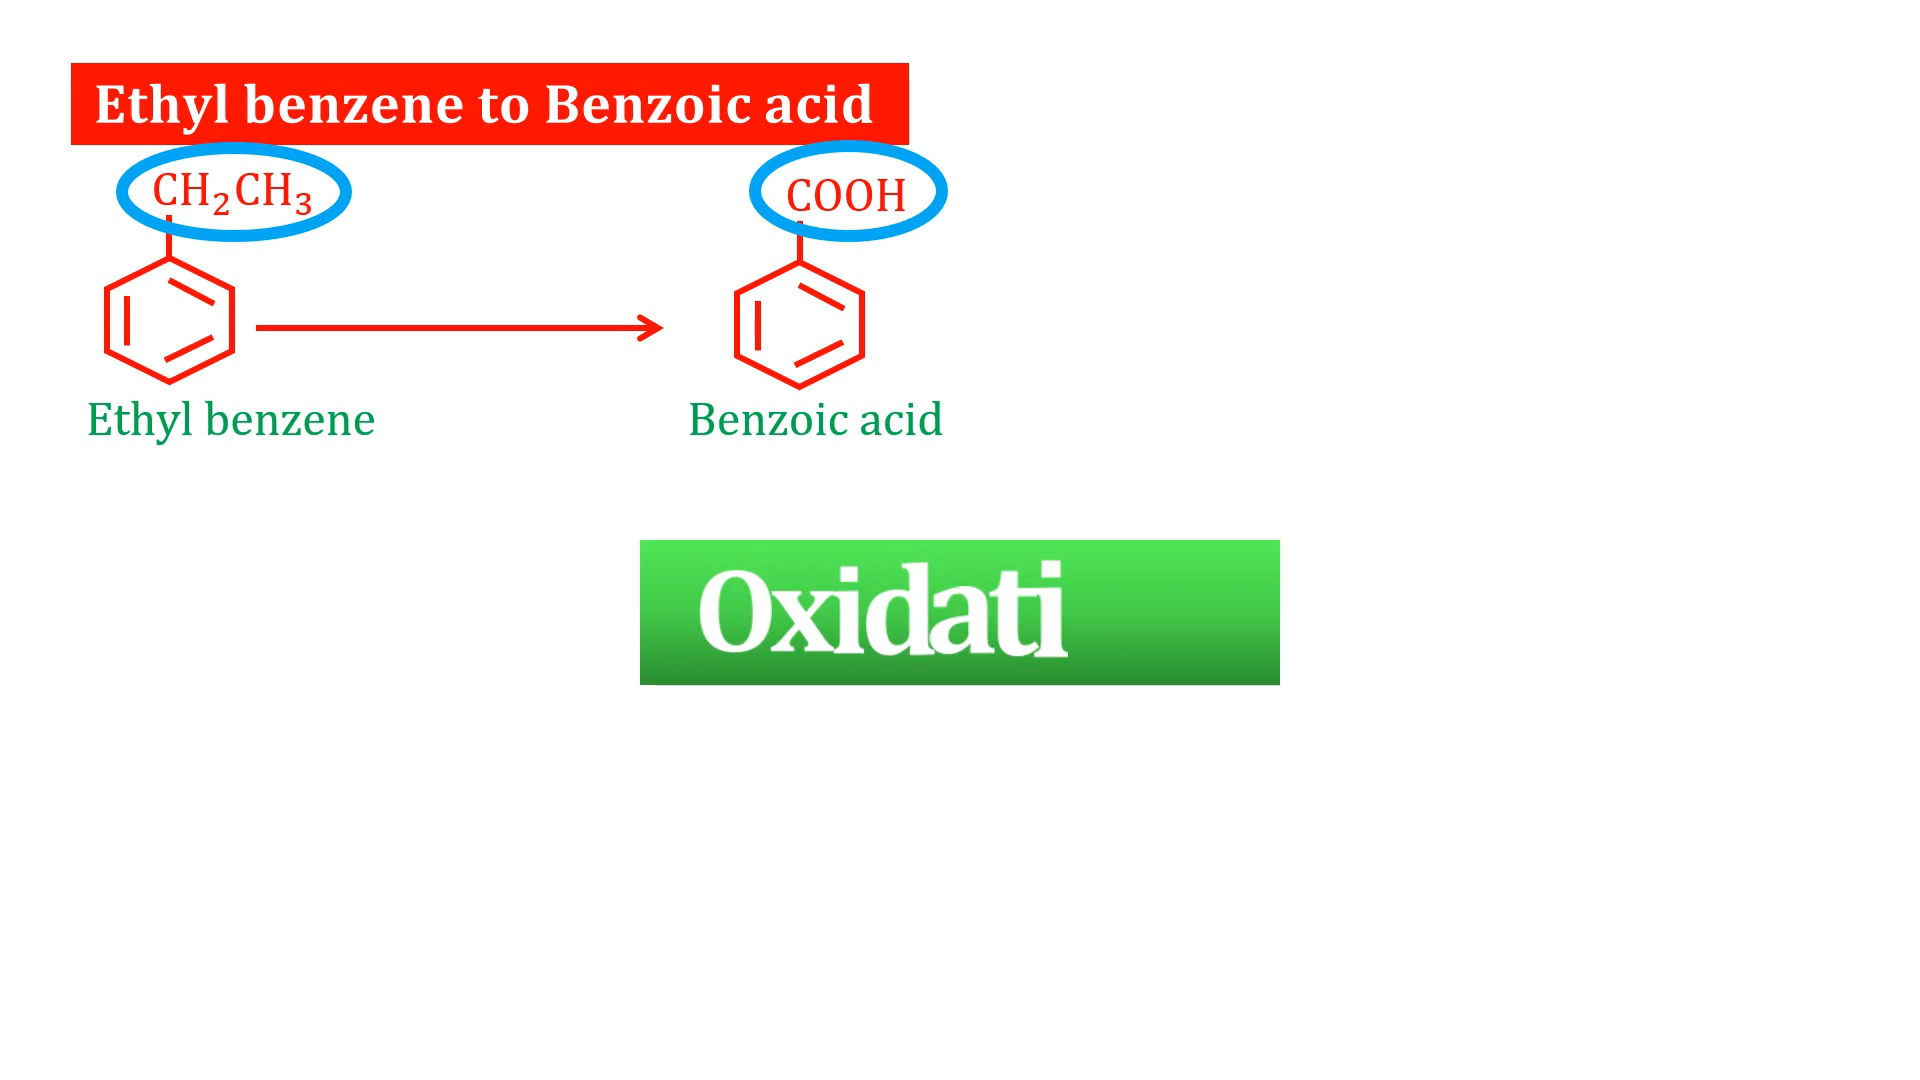 Ethyl benzene to Benzoic acid
CH₂CH₃
COOH
Ethyl benzene
Benzoic acid
Oxidati